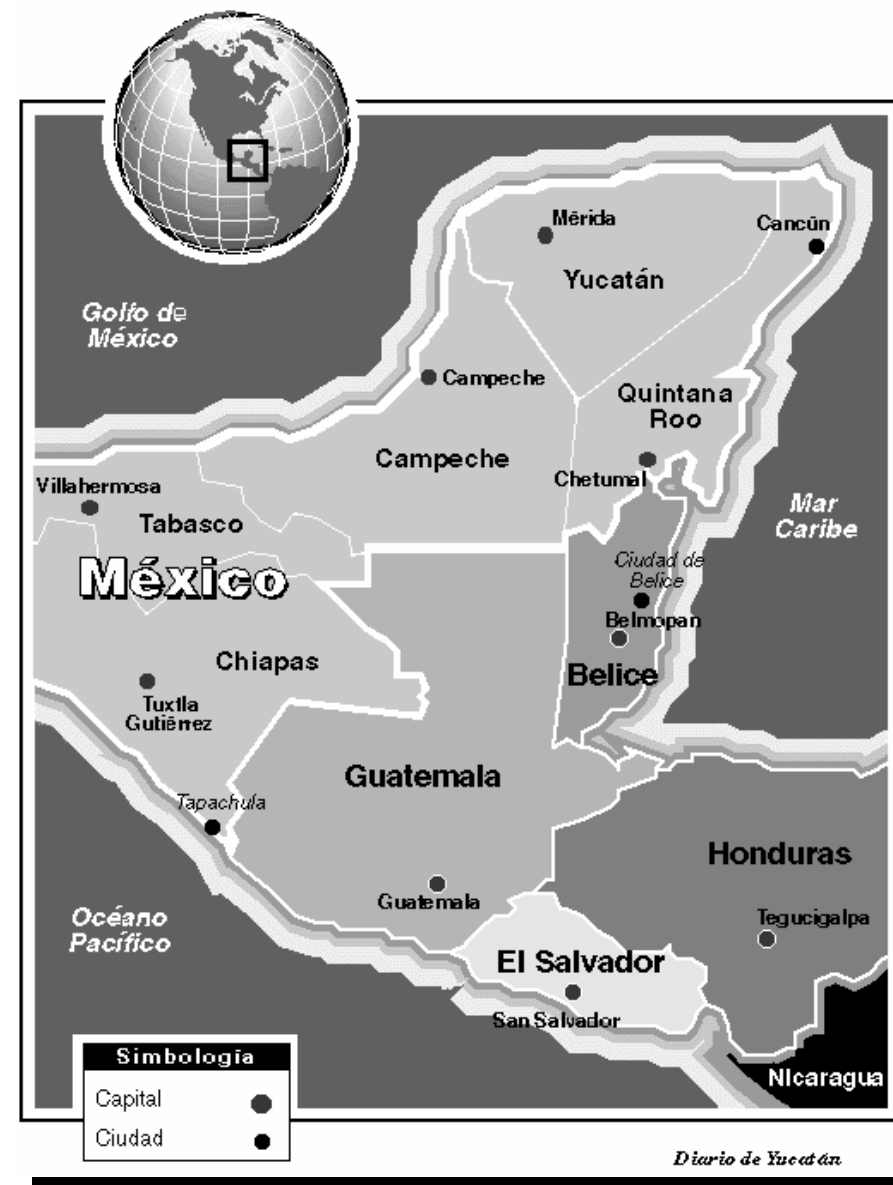 Mérida
Cancún
Yucatán
Golfo de
México
Campeche
Quintana
Roo
Campeche
Chetumal
Villahermosa
Tabasco
Mar
Caribe
México
Ciudad de
Belice
Belmopan
Chiapas
Belice
Tuxtla
Gutiérrez
Guatemala
Tapachula
Honduras
Guatemala
Océano
Pacífico
Tegucigalpa
El Salvador
San Salvador
Simbología
Nicaragua
Capital
Ciudad
Diario de Yucatán